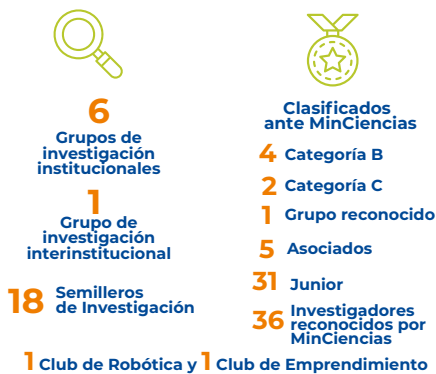 6
Grupos de
investigación
institucionales
1
Grupo de
investigación
interinstitucional
18 Semilleros
de Investigación
Clasificados
ante MinCiencias
4 Categoría B
2 Categoría C
1 Grupo reconocido
5 Asociados
31 Junior
36 Investigadores
reconocidos por
MinCiencias
1 Club de Robótica y 1 Club de Emprendimiento